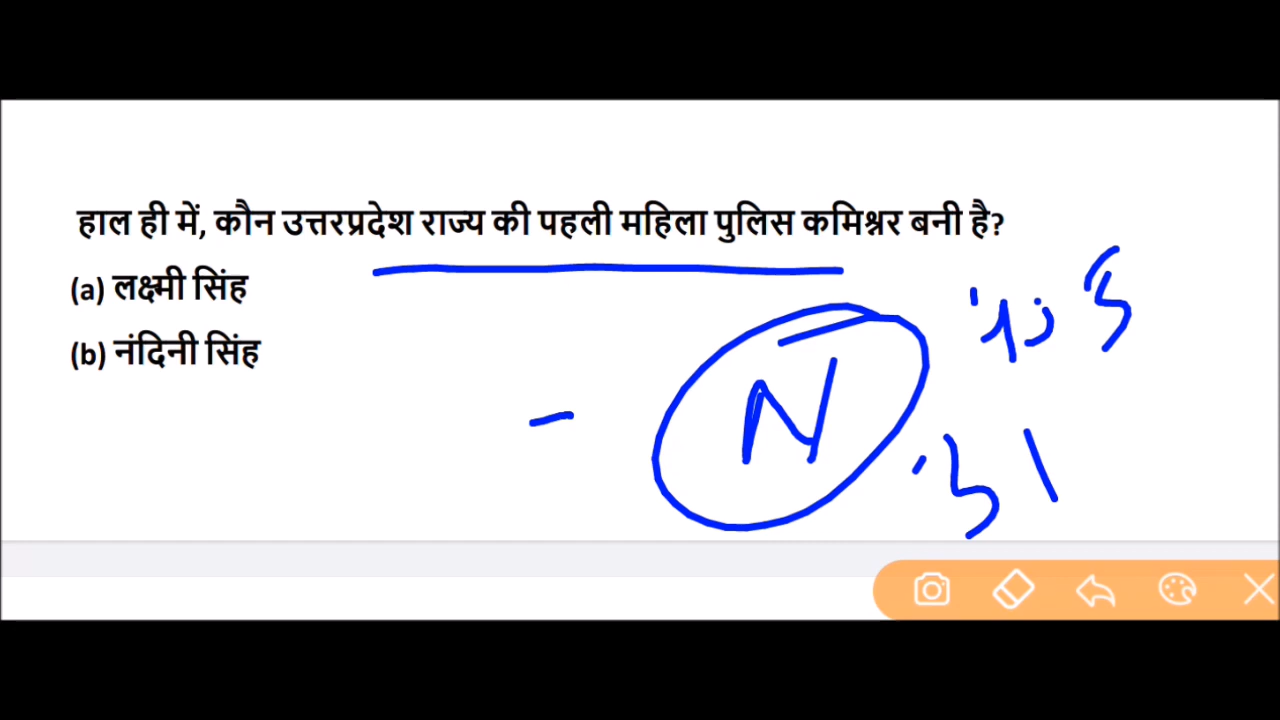 हाल ही में, कौन उत्तरप्रदेश राज्य की पहली महिला पुलिस कमिश्नर बनी है?
(a) लक्ष्मी सिंह
(b) नंदिनी सिंह
N